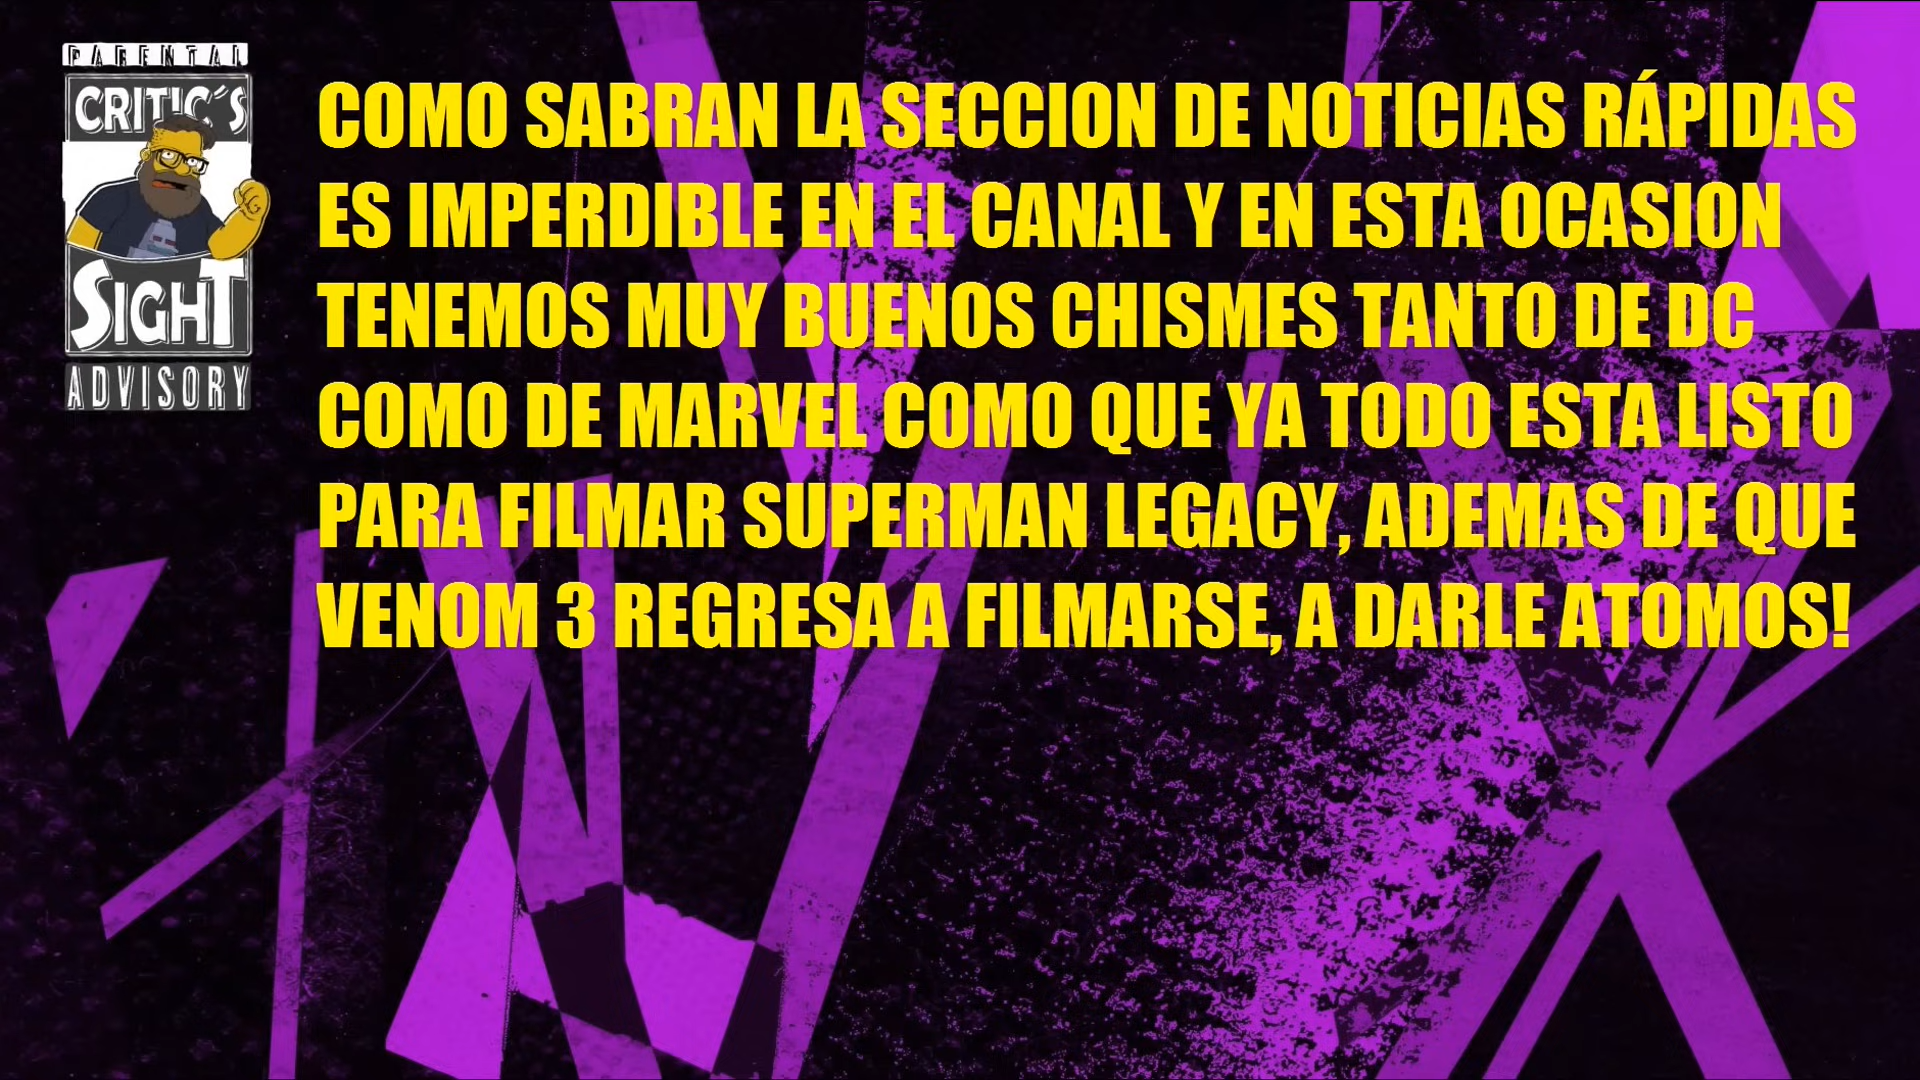 PARENTAL
CRITIC´S
SIGHT
ADVISORY
COMO SABRAN LA SECCION DE NOTICIAS RÁPIDAS
ES IMPERDIBLE EN EL CANAL Y EN ESTA OCASION
TENEMOS MUY BUENOS CHISMES TANTO DE DC
COMO DE MARVEL COMO QUE YA TODO ESTA LISTO
PARA FILMAR SUPERMAN LEGACY, ADEMAS DE QUE
VENOM 3 REGRESA A FILMARSE, A DARLE ATOMOS!